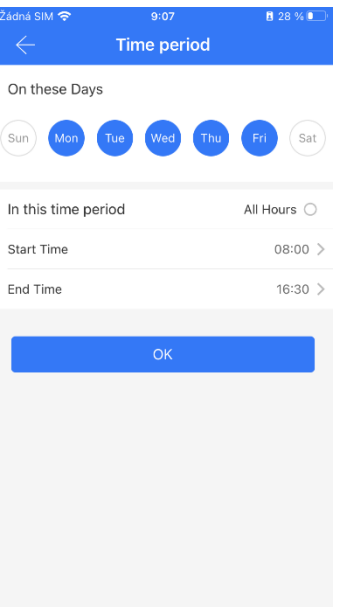 Žádná SIM 9:07 28 %
Time period
On these Days
Sun Mon Tue Wed Thu Fri Sat
In this time period All Hours
Start Time 08:00
End Time 16:30
OK